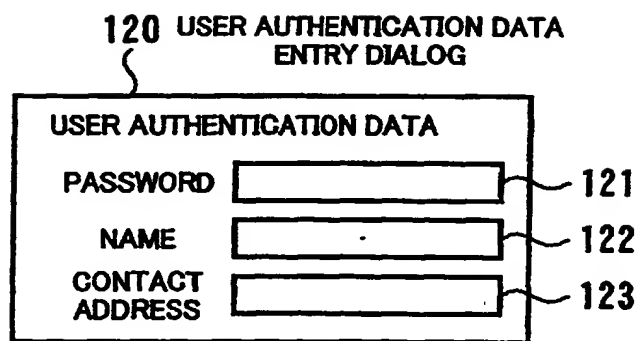 120 USER AUTHENTICATION DATA
ENTRY DIALOG
USER AUTHENTICATION DATA
PASSWORD 121
NAME 122
CONTACT
ADDRESS 123